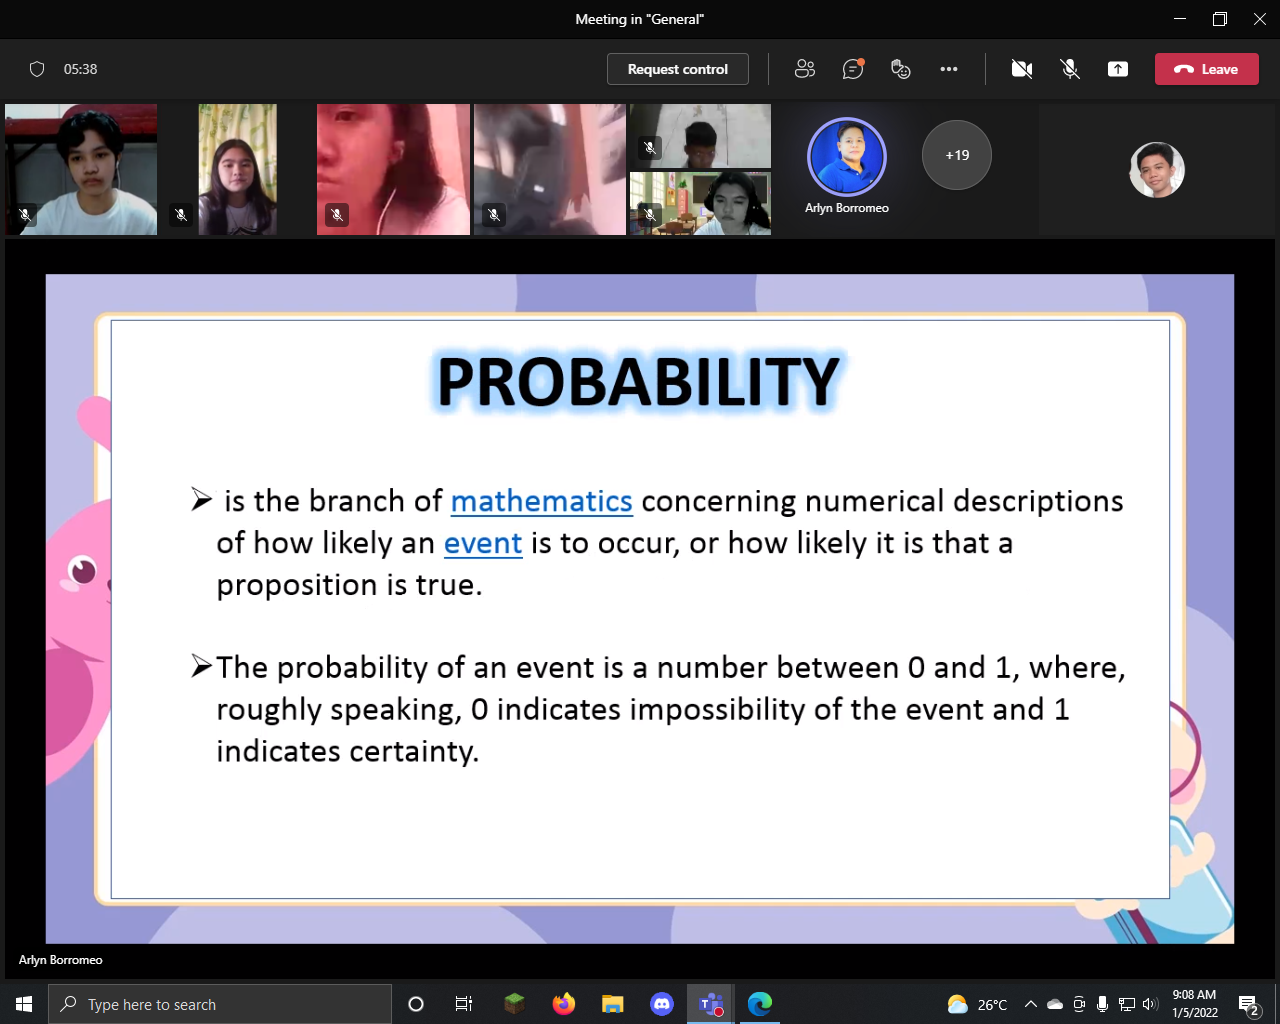 Meeting in "General"
05:38
Request control
Leave
+19
Arlyn Borromeo
PROBABILITY
➢ is the branch of mathematics concerning numerical descriptions
of how likely an event is to occur, or how likely it is that a
proposition is true.
➢The probability of an event is a number between 0 and 1, where,
roughly speaking, 0 indicates impossibility of the event and 1
indicates certainty.
Arlyn Borromeo
Type here to search
26°C
9:08 AM
1/5/2022
2